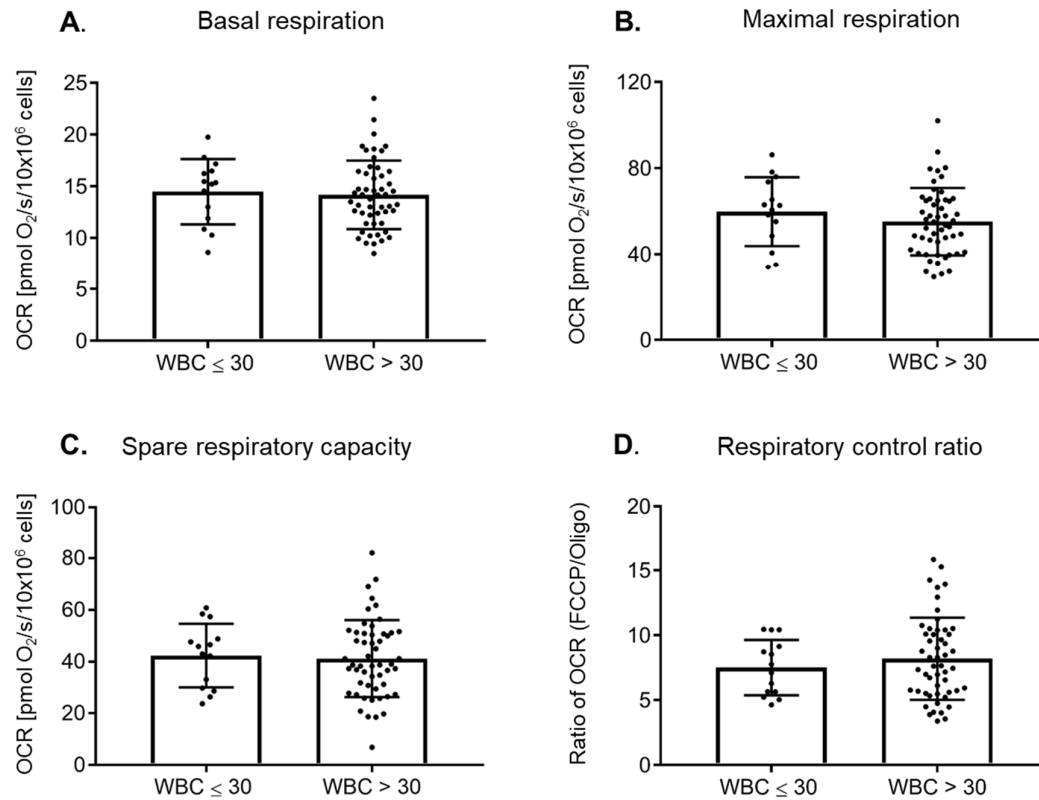 A. Basal respiration
OCR [pmol O₂/s/10x10⁶ cells]
25
20
15
10
5
0
WBC ≤ 30
WBC > 30
B. Maximal respiration
OCR [pmol O₂/s/10x10⁶ cells]
120
80
40
0
WBC ≤ 30
WBC > 30
C. Spare respiratory capacity
OCR [pmol O₂/s/10x10⁶ cells]
100
80
60
40
20
0
WBC ≤ 30
WBC > 30
D. Respiratory control ratio
Ratio of OCR (FCCP/Oligo)
20
15
10
5
0
WBC ≤ 30
WBC > 30